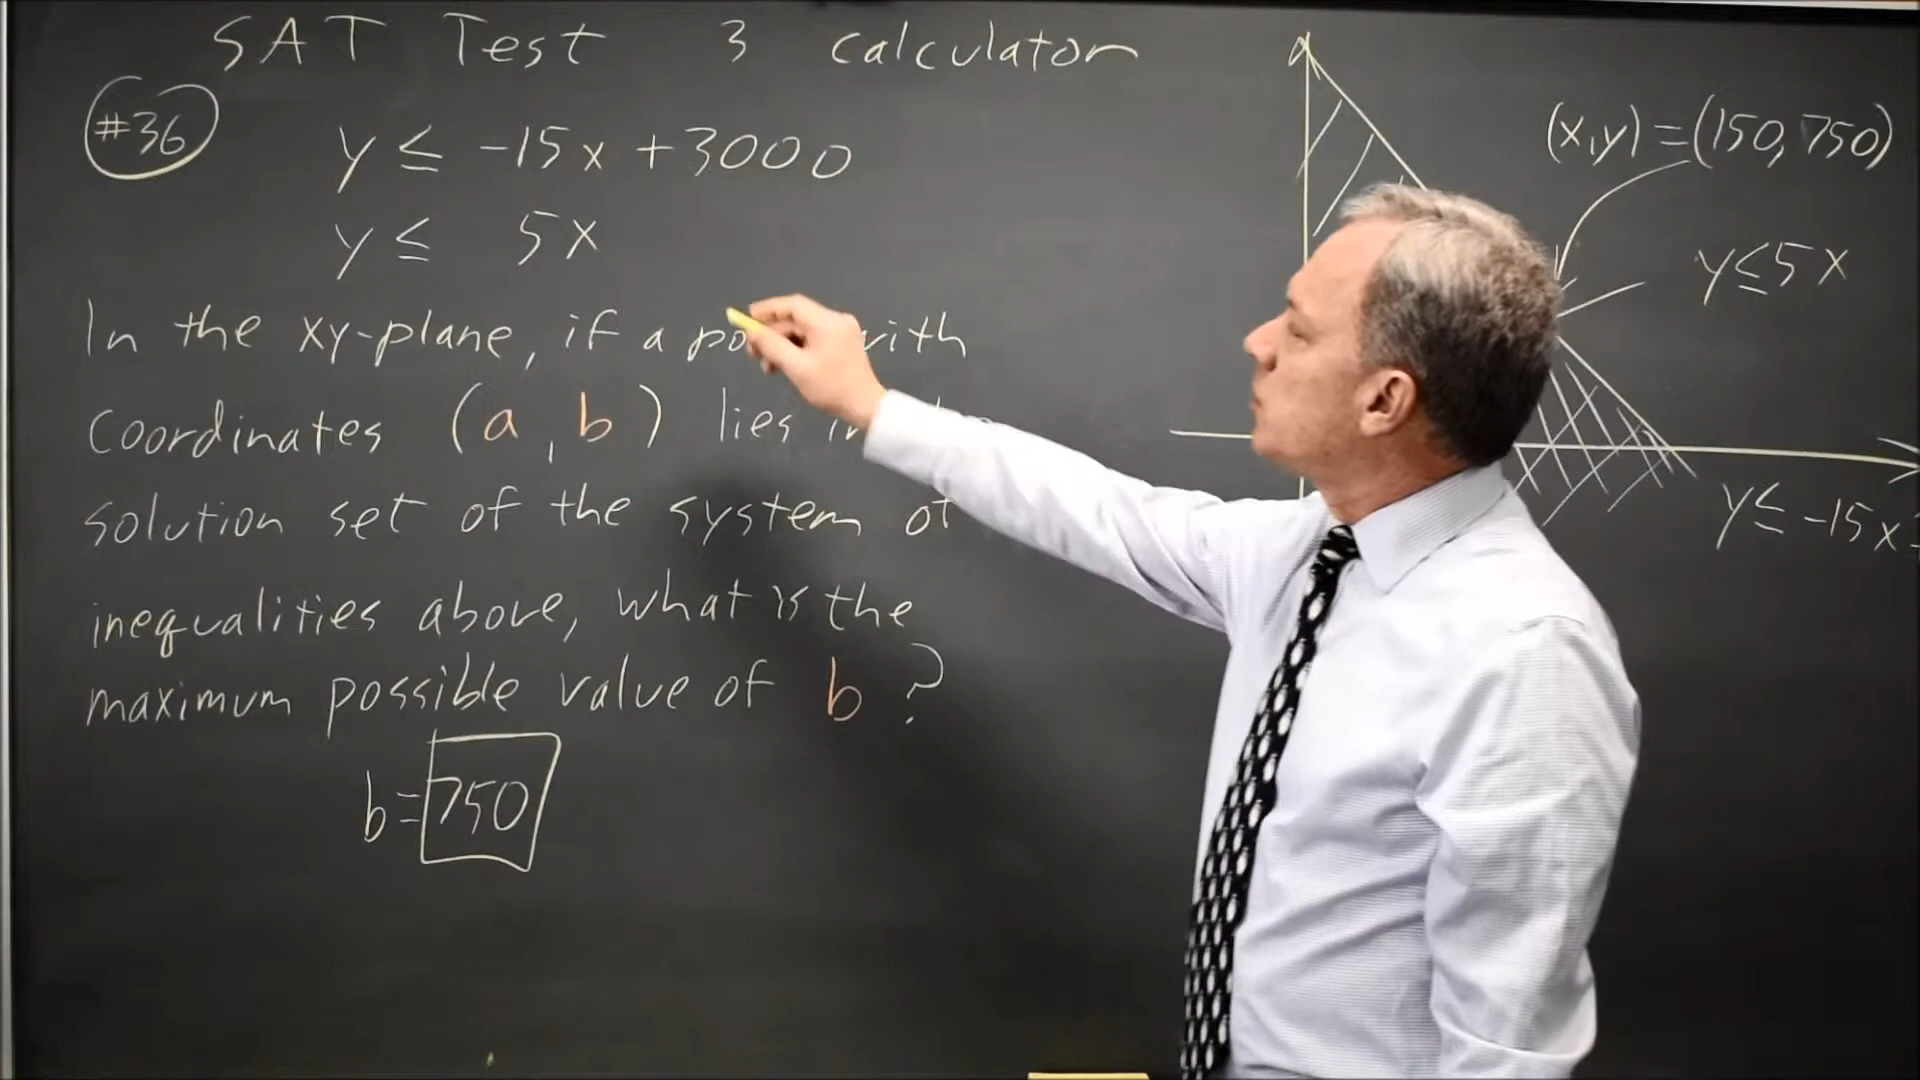 SAT Test 3 calculator
#36
y ≤ -15x + 3000
y ≤ 5x
In the xy-plane, if a with
Coordinates (a, b) lies
solution set of the system of
inequalities above, what is the
maximum possible value of b?
b = 750
(x,y) = (150, 750)
y ≤ 5x
y ≤ -15x